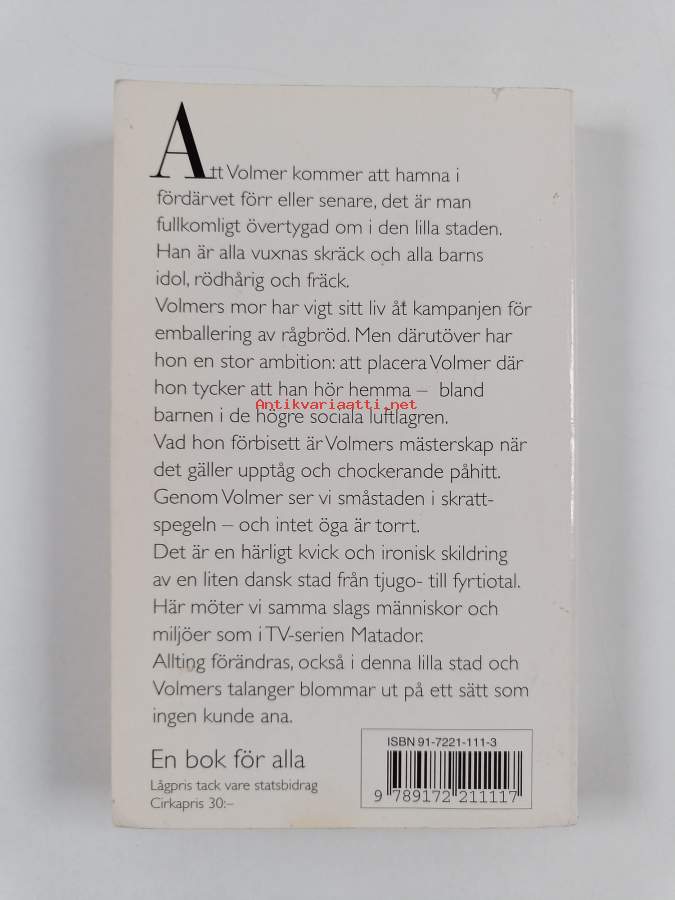 Att Volmer kommer att hamna i
fördärvet förr eller senare, det är man
fullkomligt övertygad om i den lilla staden.
Han är alla vuxnas skräck och alla barns
idol, rödhårig och fräck.
Volmers mor har vigt sitt liv åt kampanjen för
emballering av rågbröd. Men därutöver har
hon en stor ambition: att placera Volmer där
hon tycker att han hör hemma – bland
Antikvariaatti.net
barnen i de högre sociala luftlagren.
Vad hon förbisett är Volmers mästerskap när
det gäller upptåg och chockerande påhitt.
Genom Volmer ser vi småstaden i skratt-
spegeln – och intet öga är torrt.
Det är en härligt kvick och ironisk skildring
av en liten dansk stad från tjugo- till fyrtiotal.
Här möter vi samma slags människor och
miljöer som i TV-serien Matador.
Allting förändras, också i denna lilla stad och
Volmers talanger blommar ut på ett sätt som
ingen kunde ana.
En bok för alla
Lågpris tack vare statsbidrag
Cirkapris 30:–
ISBN 91-7221-111-3
9 789172 211117